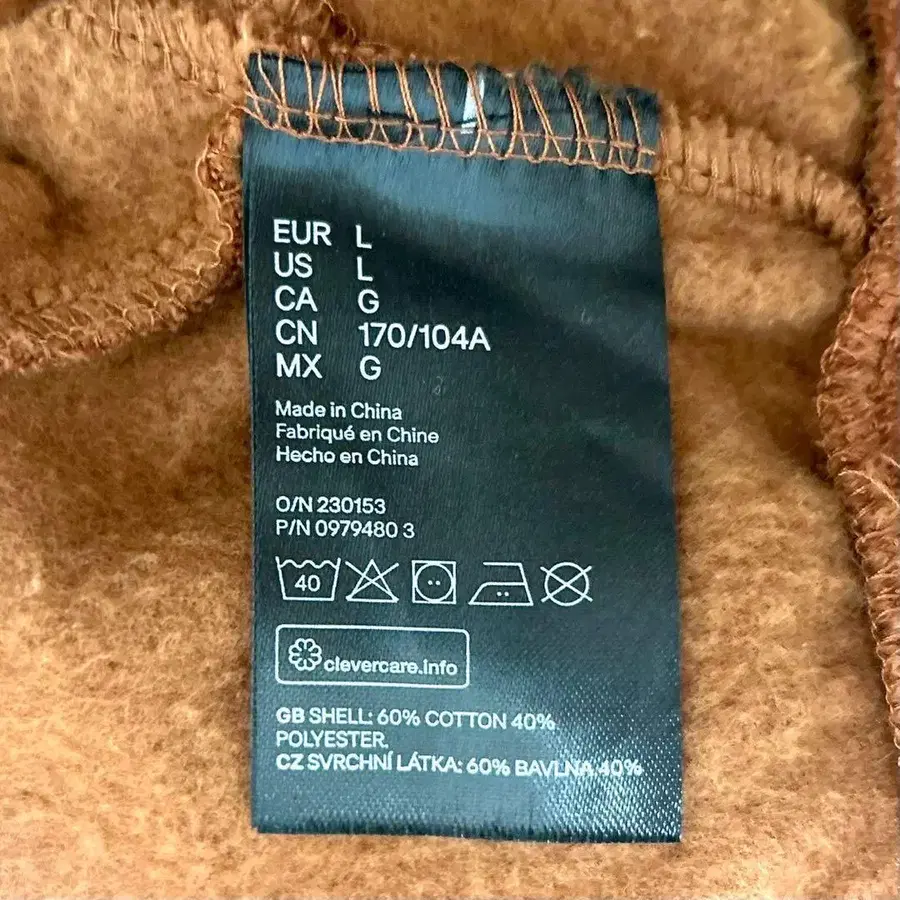 EUR L
US L
CA G
CN 170/104A
MX G
Made in China
Fabriqué en Chine
Hecho en China
O/N 230153
P/N 0979480 3
40
clevercare.info
GB SHELL: 60% COTTON 40%
POLYESTER.
CZ SVRCHNÍ LÁTKA: 60% BAVLNA 40%